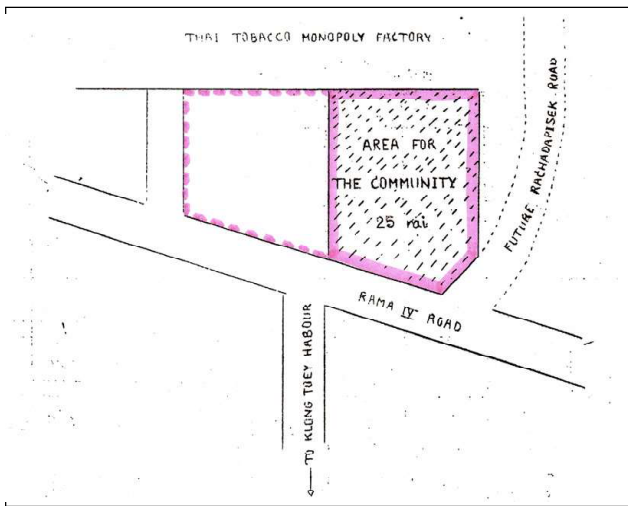 THAI TOBACCO MONOPOLY FACTORY
AREA FOR
THE COMMUNITY
25 rai
FUTURE RACHADAPISEK ROAD
RAMA IV ROAD
TO KLONG TOEY HABOUR